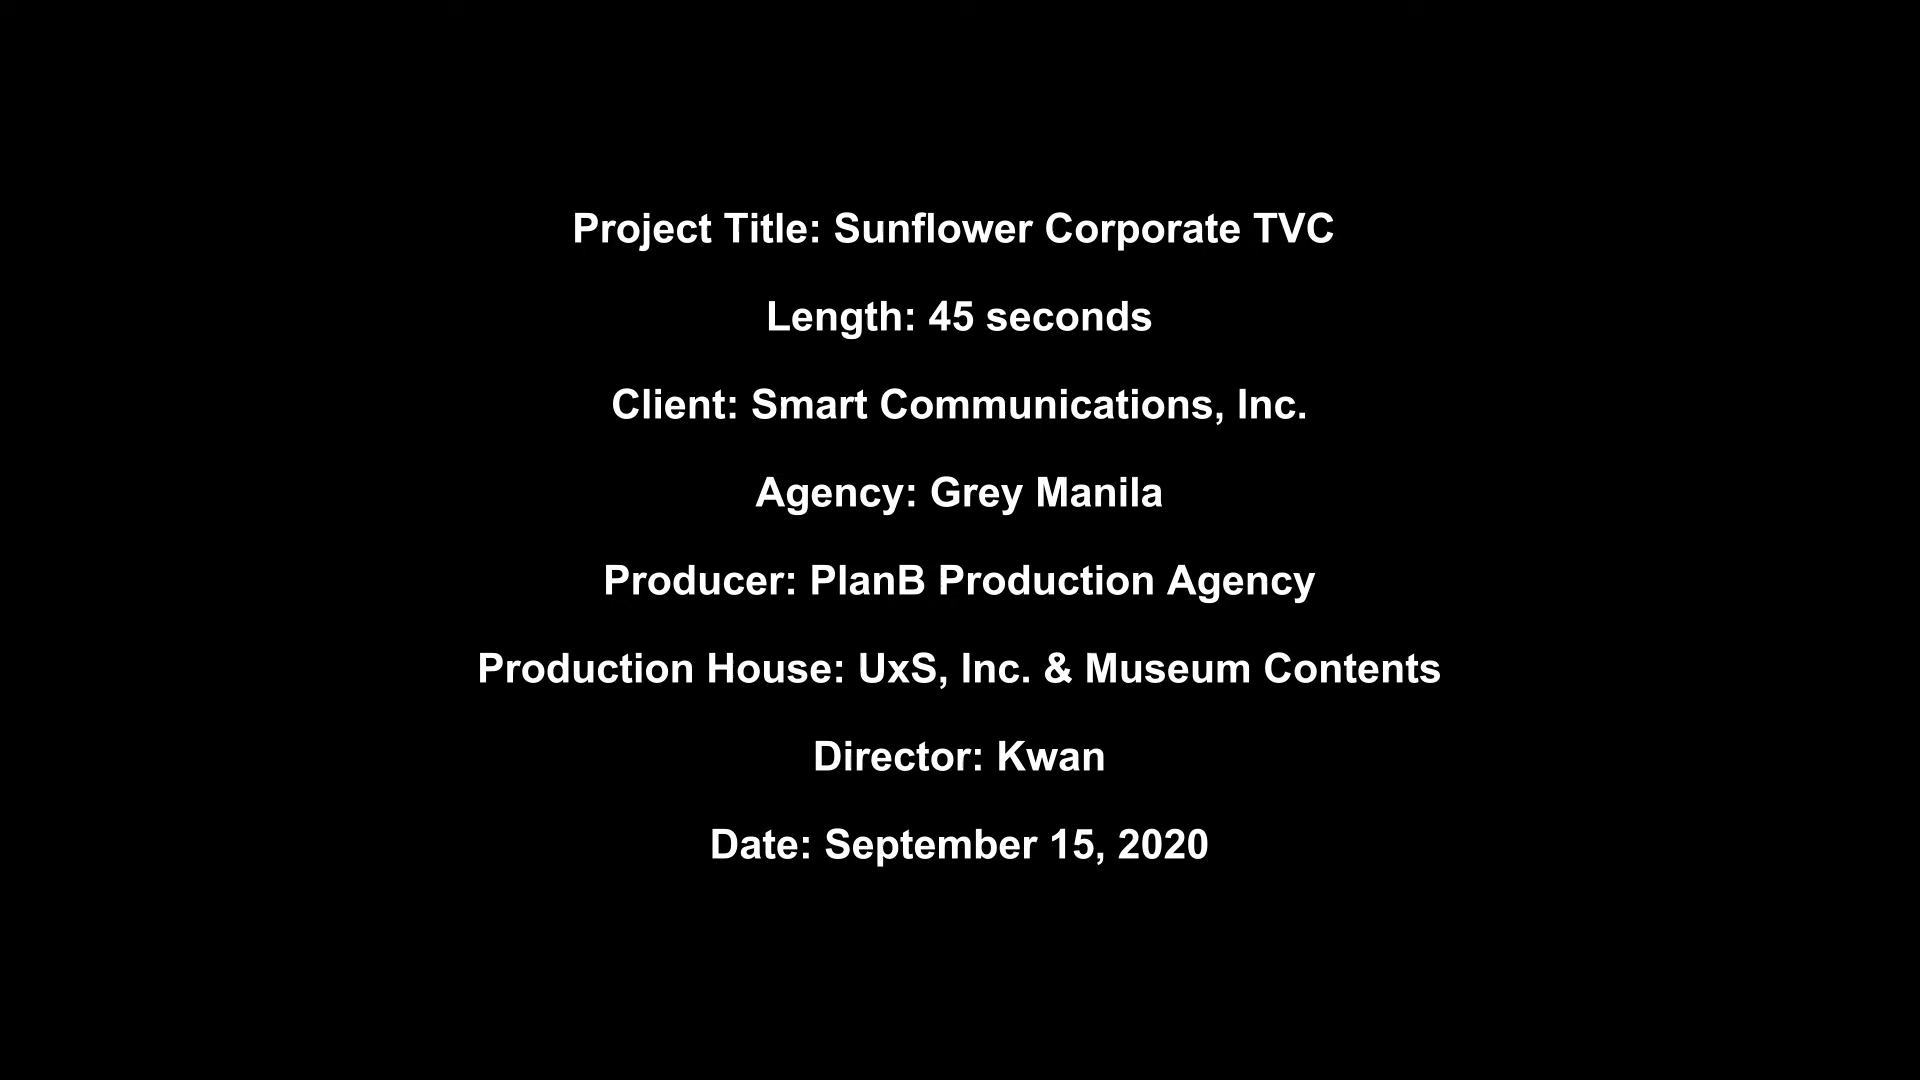 Project Title: Sunflower Corporate TVC
Length: 45 seconds
Client: Smart Communications, Inc.
Agency: Grey Manila
Producer: PlanB Production Agency
Production House: UxS, Inc. & Museum Contents
Director: Kwan
Date: September 15, 2020